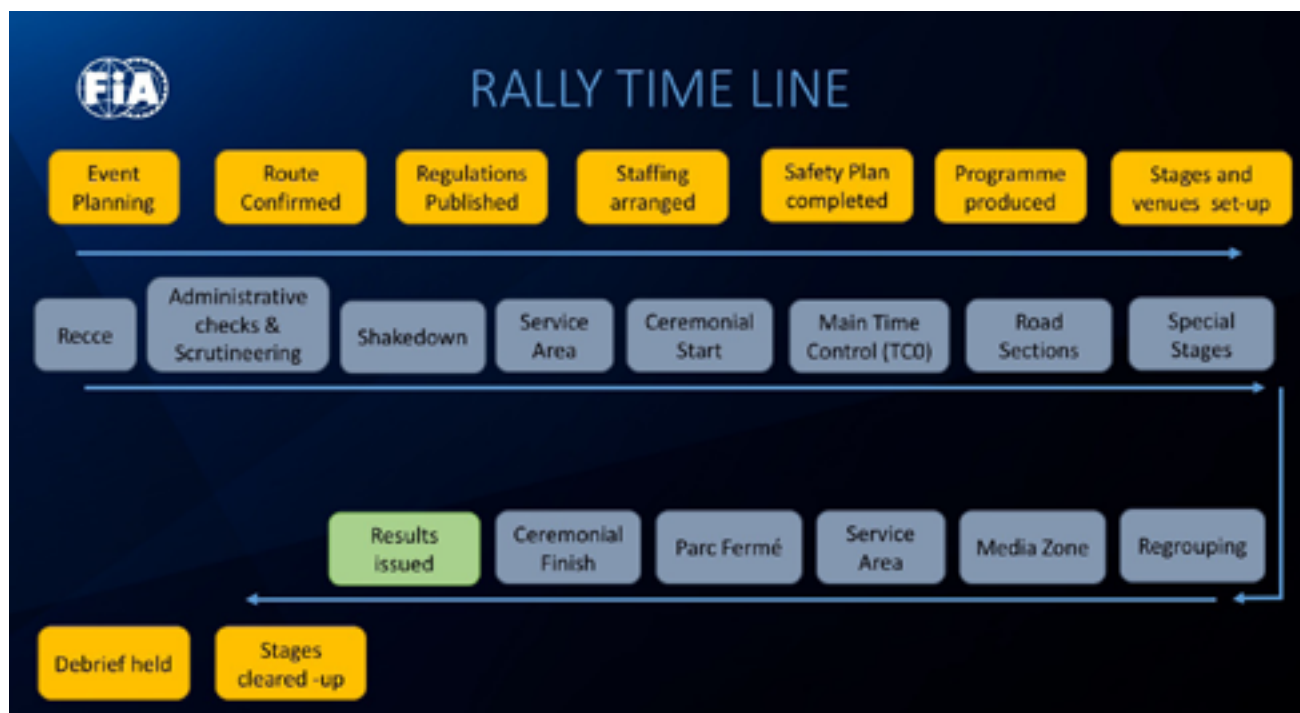 FiA
RALLY TIME LINE
Event
Planning
Route
Confirmed
Regulations
Published
Staffing
arranged
Safety Plan
completed
Programme
produced
Stages and
venues set-up
Recce
Administrative
checks &
Scrutineering
Shakedown
Service
Area
Ceremonial
Start
Main Time
Control (TC0)
Road
Sections
Special
Stages
Results
issued
Ceremonial
Finish
Parc Fermé
Service
Area
Media Zone
Regrouping
Debrief held
Stages
cleared -up